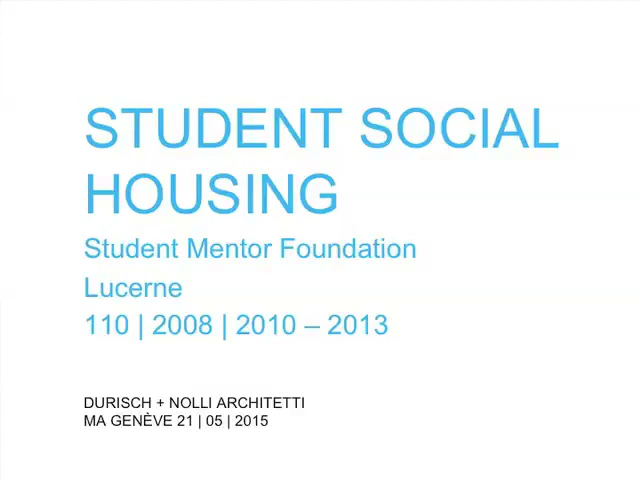 STUDENT SOCIAL
HOUSING
Student Mentor Foundation
Lucerne
110 | 2008 | 2010 – 2013
DURISCH + NOLLI ARCHITETTI
MA GENÈVE 21 | 05 | 2015